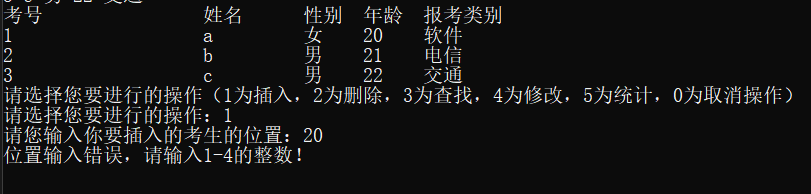 考号 姓名 性别 年龄 报考类别
1 a 女 20 软件
2 b 男 21 电信
3 c 男 22 交通
请选择您要进行的操作（1为插入，2为删除，3为查找，4为修改，5为统计，0为取消操作）
请选择您要进行的操作：1
请您输入你要插入的考生的位置：20
位置输入错误，请输入1-4的整数！